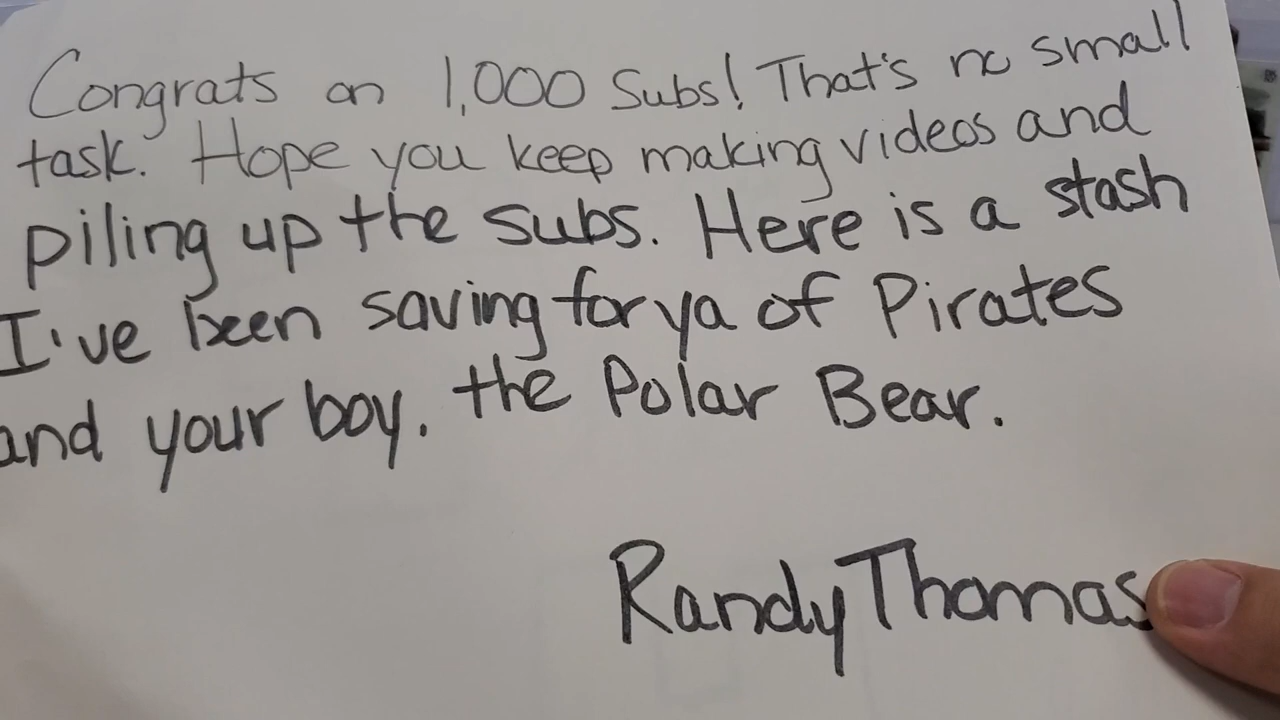 Congrats on 1,000 Subs! That's no small
task. Hope you keep making videos and
piling up the subs. Here is a stash
I've been saving for ya of Pirates
and your boy, the Polar Bear.
Randy Thomas